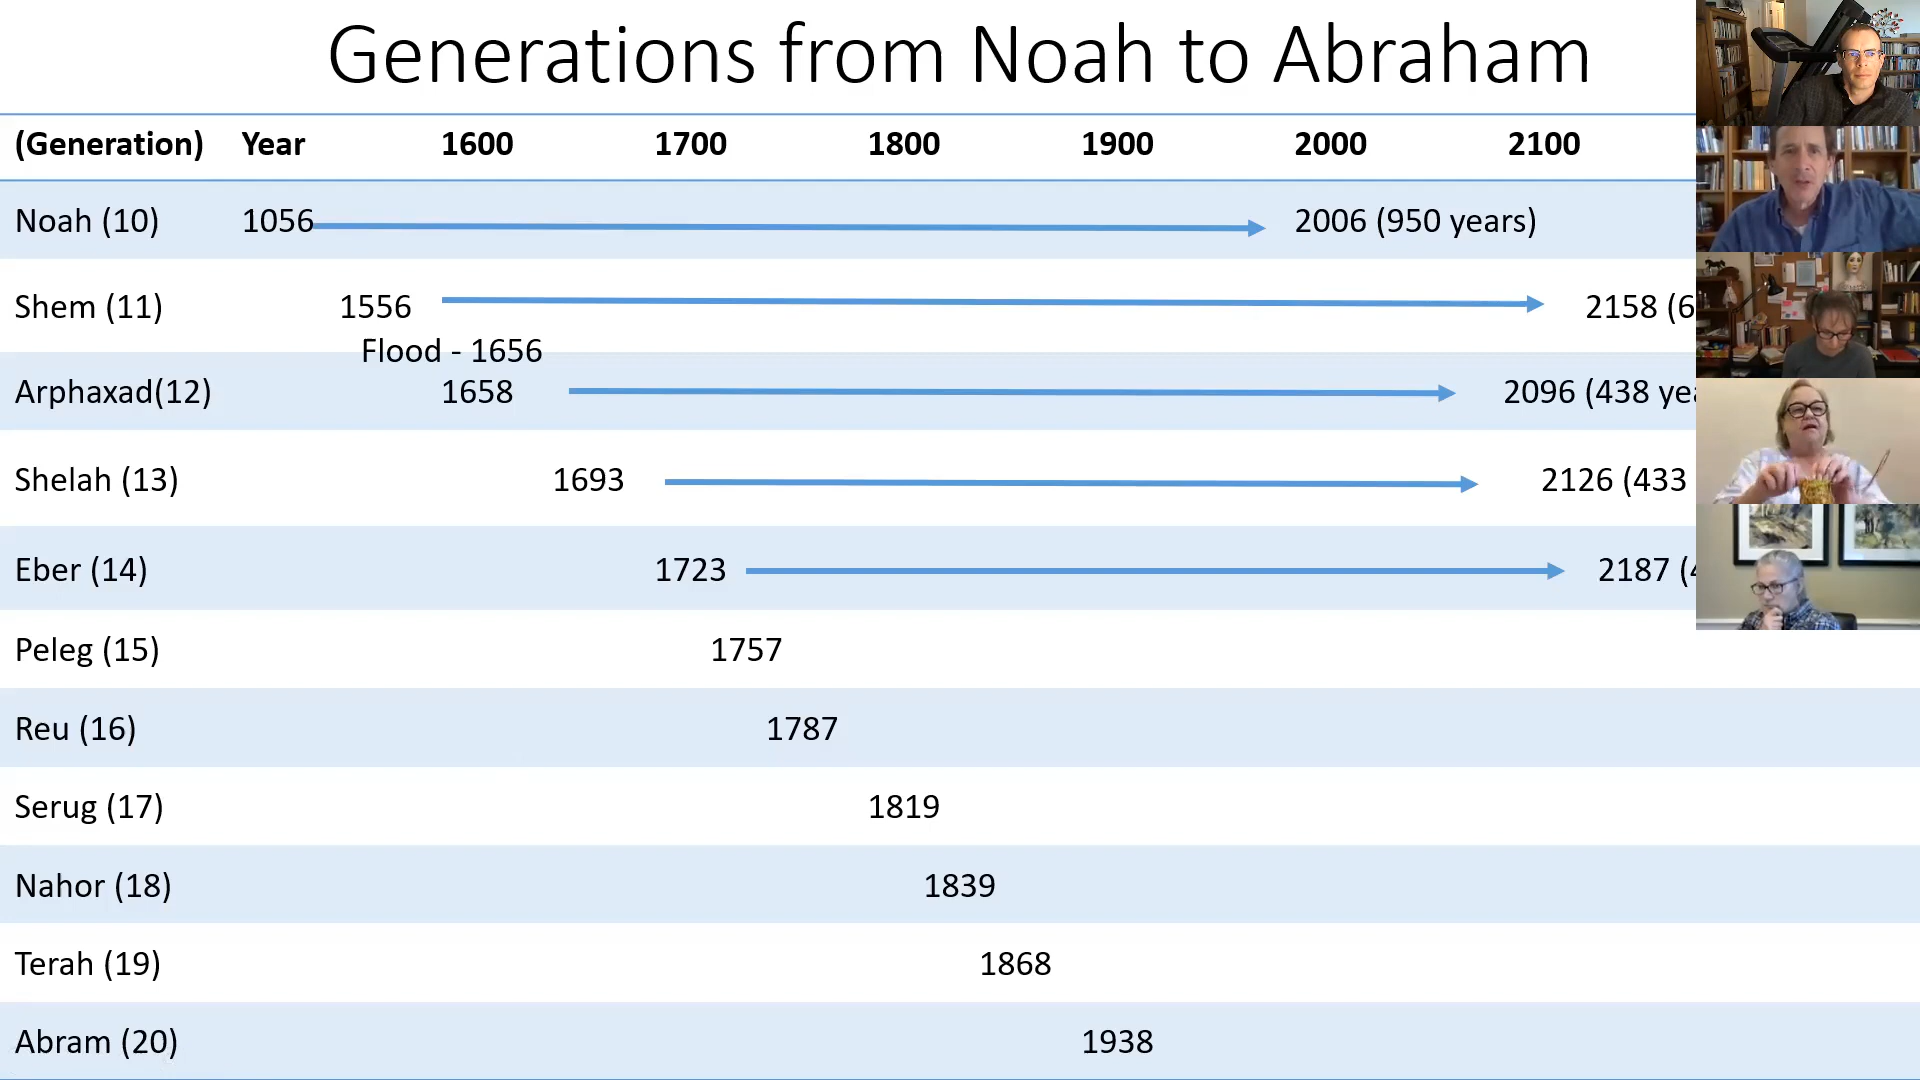 Generations from Noah to Abraham
(Generation) Year 1600 1700 1800 1900 2000 2100
Noah (10) 1056 2006 (950 years)
Shem (11) 1556 2158 (6
Flood - 1656
Arphaxad(12) 1658 2096 (438 yea
Shelah (13) 1693 2126 (433
Eber (14) 1723 2187 (4
Peleg (15) 1757
Reu (16) 1787
Serug (17) 1819
Nahor (18) 1839
Terah (19) 1868
Abram (20) 1938